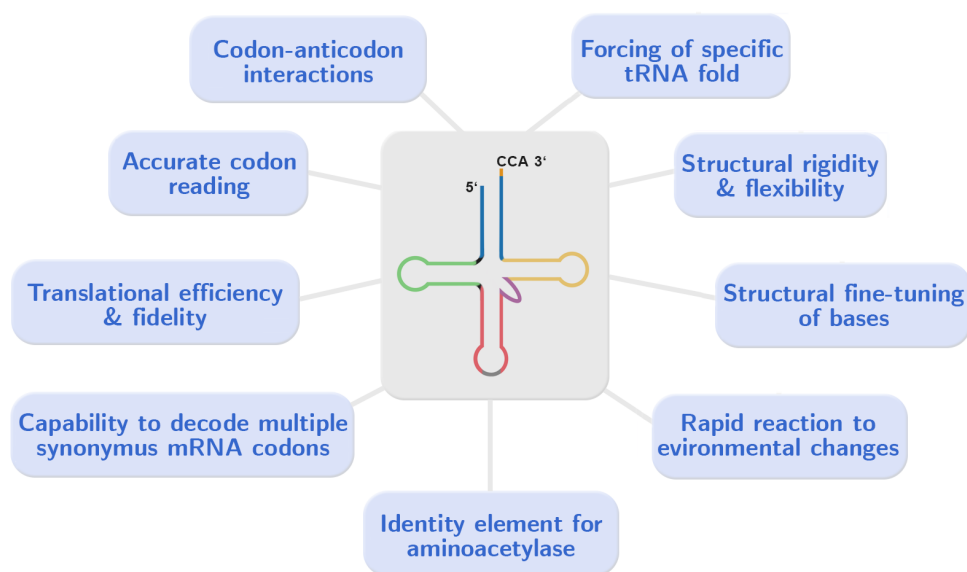 Codon-anticodon
interactions
Forcing of specific
tRNA fold
Accurate codon
reading
CCA 3‘
5‘
Structural rigidity
& flexibility
Translational efficiency
& fidelity
Structural fine-tuning
of bases
Capability to decode multiple
synonymus mRNA codons
Rapid reaction to
evironmental changes
Identity element for
aminoacetylase